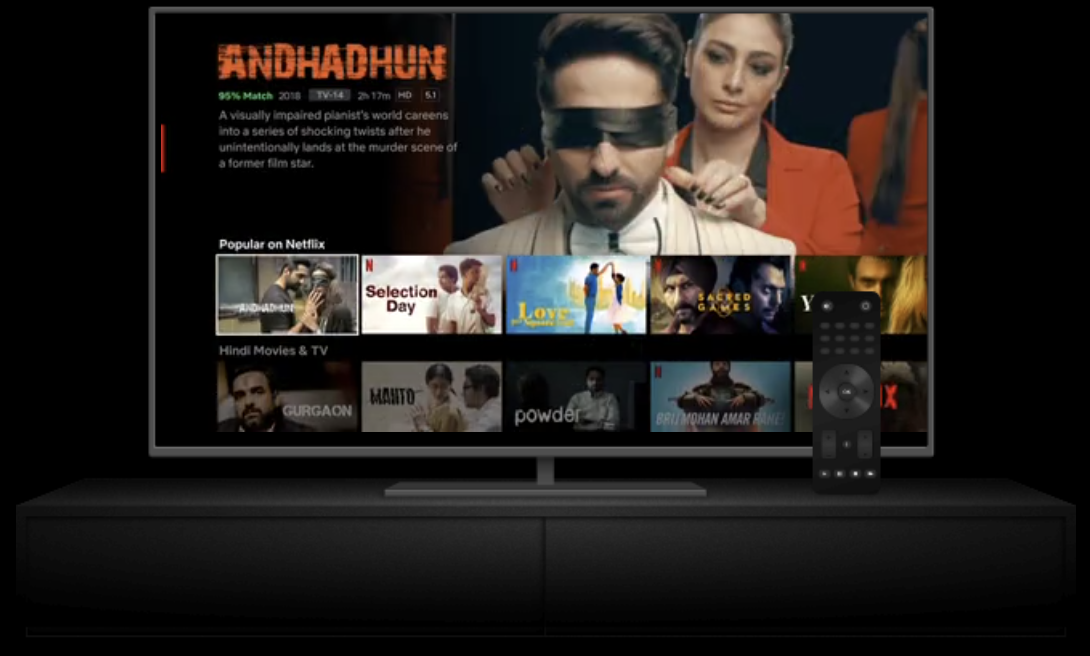 ANDHADHUN
95% Match 2018 TV-14 2h 17m HD 5.1
A visually impaired pianist's world careens
into a series of shocking twists after he
unintentionally lands at the murder scene of
a former film star.
Popular on Netflix
ANDHADHUN
N
Selection
Day
N
Love
per Square Foot
N
SACRED
GAMES
N
Y
Hindi Movies & TV
GURGAON
MANTO
powder
N
BRIJ MOHAN AMAR RAHE!
IX
OK